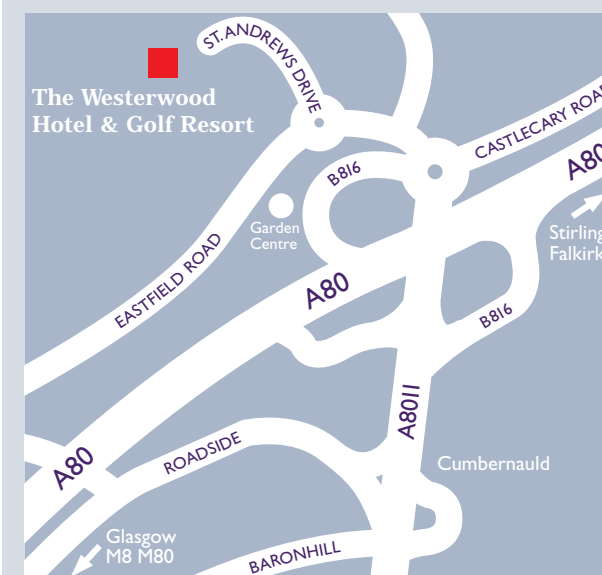 ST. ANDREWS DRIVE
The Westerwood
Hotel & Golf Resort
CASTLECARY ROA
A80
B816
Garden
Centre
Stirling
Falkirk
EASTFIELD ROAD
A80
B816
A8011
ROADSIDE
A80
Cumbernauld
Glasgow
M8 M80
BARONHILL